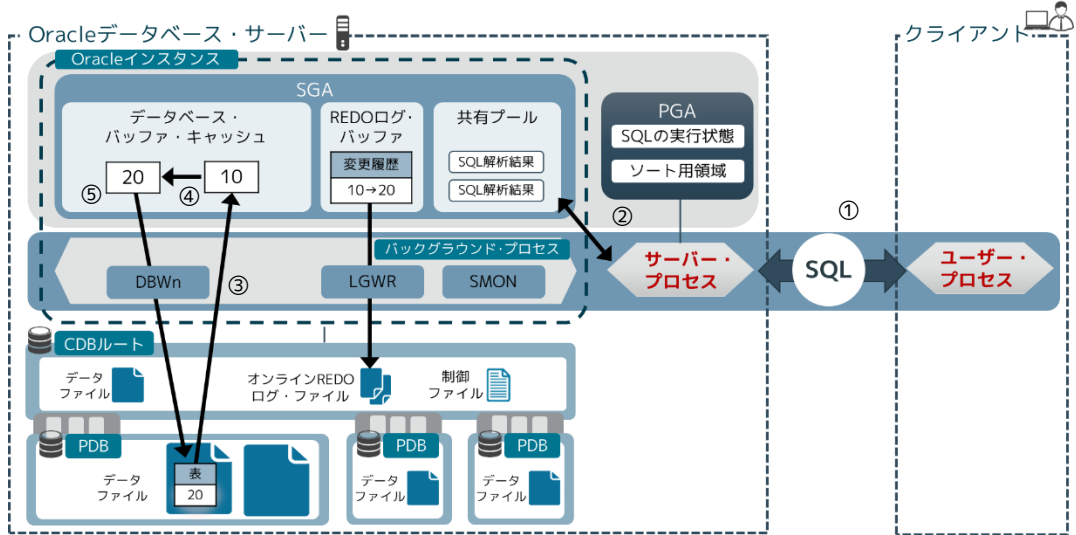 Oracleデータベース・サーバー
クライアント
Oracleインスタンス
SGA
データベース・
バッファ・キャッシュ
20
10
⑤
④
REDOログ・
バッファ
変更履歴
10→20
共有プール
SQL解析結果
SQL解析結果
PGA
SQLの実行状態
ソート用領域
②
①
バックグラウンド・プロセス
DBWn
③
LGWR
SMON
サーバー・
プロセス
SQL
ユーザー・
プロセス
CDBルート
データ
ファイル
オンラインREDO
ログ・ファイル
制御
ファイル
PDB
データ
ファイル
表
20
PDB
データ
ファイル
PDB
データ
ファイル